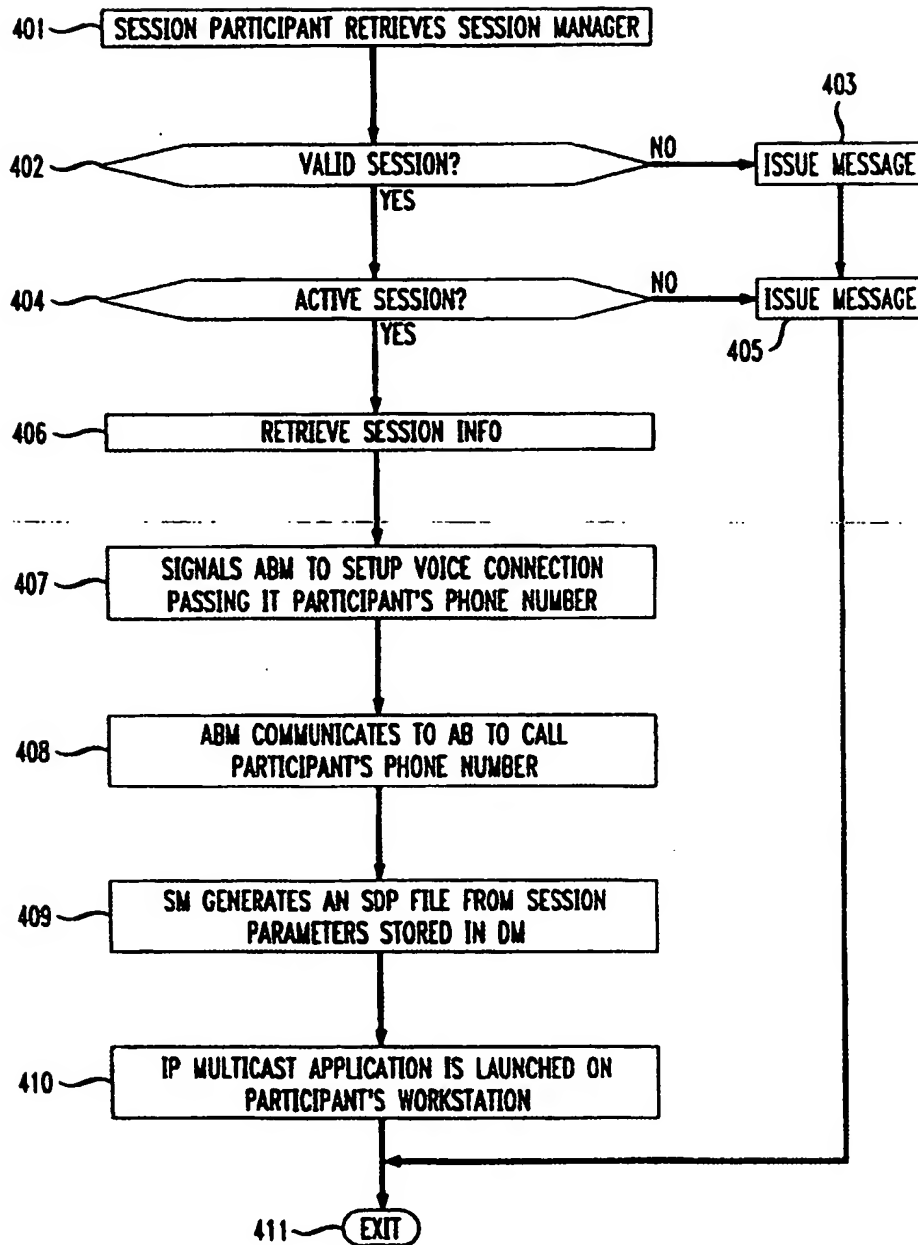 401 SESSION PARTICIPANT RETRIEVES SESSION MANAGER
403
402 VALID SESSION? NO ISSUE MESSAGE
YES
404 ACTIVE SESSION? NO ISSUE MESSAGE
YES 405
406 RETRIEVE SESSION INFO
407 SIGNALS ABM TO SETUP VOICE CONNECTION
PASSING IT PARTICIPANT'S PHONE NUMBER
408 ABM COMMUNICATES TO AB TO CALL
PARTICIPANT'S PHONE NUMBER
409 SM GENERATES AN SDP FILE FROM SESSION
PARAMETERS STORED IN DM
410 IP MULTICAST APPLICATION IS LAUNCHED ON
PARTICIPANT'S WORKSTATION
411 EXIT